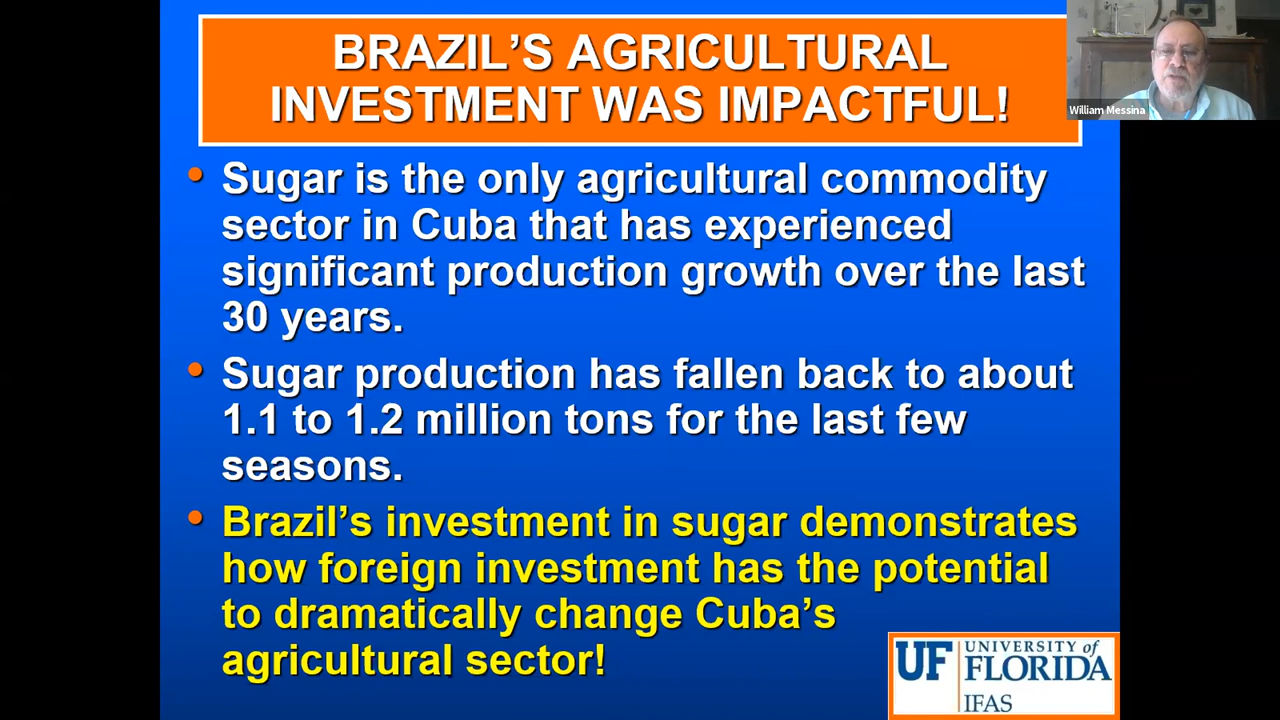 BRAZIL’S AGRICULTURAL
INVESTMENT WAS IMPACTFUL!
William Messina
• Sugar is the only agricultural commodity
sector in Cuba that has experienced
significant production growth over the last
30 years.
• Sugar production has fallen back to about
1.1 to 1.2 million tons for the last few
seasons.
• Brazil’s investment in sugar demonstrates
how foreign investment has the potential
to dramatically change Cuba’s
agricultural sector!
UF UNIVERSITY of
FLORIDA
IFAS